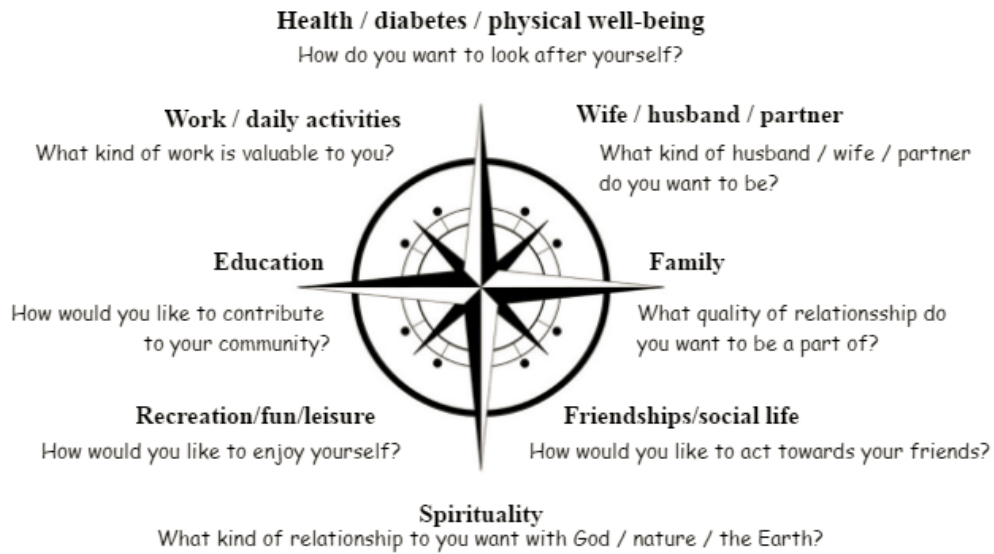 Health / diabetes / physical well-being
How do you want to look after yourself?
Work / daily activities
What kind of work is valuable to you?
Wife / husband / partner
What kind of husband / wife / partner
do you want to be?
Education
How would you like to contribute
to your community?
Family
What quality of relationsship do
you want to be a part of?
Recreation/fun/leisure
How would you like to enjoy yourself?
Friendships/social life
How would you like to act towards your friends?
Spirituality
What kind of relationship to you want with God / nature / the Earth?